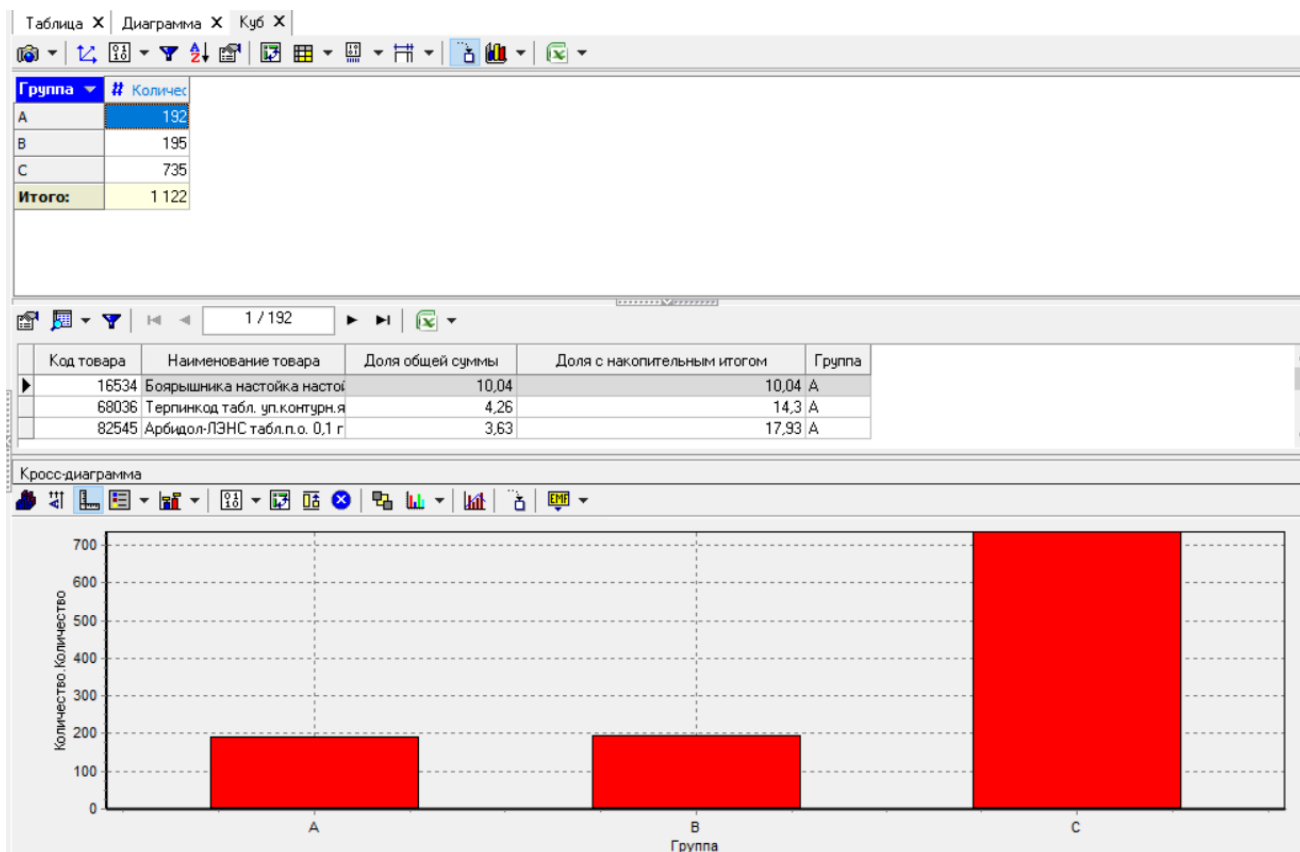 Таблица X Диаграмма X Куб X
Группа # Количес
A 192
B 195
C 735
Итого: 1 122
1 / 192
Код товара Наименование товара Доля общей суммы Доля с накопительным итогом Группа
16534 Боярышника настойка настой 10,04 10,04 A
68036 Терпинкод табл. уп.контурн.я 4,26 14,3 A
82545 Арбидол-ЛЭНС табл.п.о. 0,1 г 3,63 17,93 A
Кросс-диаграмма
EMF
Количество.Количество
700
600
500
400
300
200
100
0
A B C
Группа